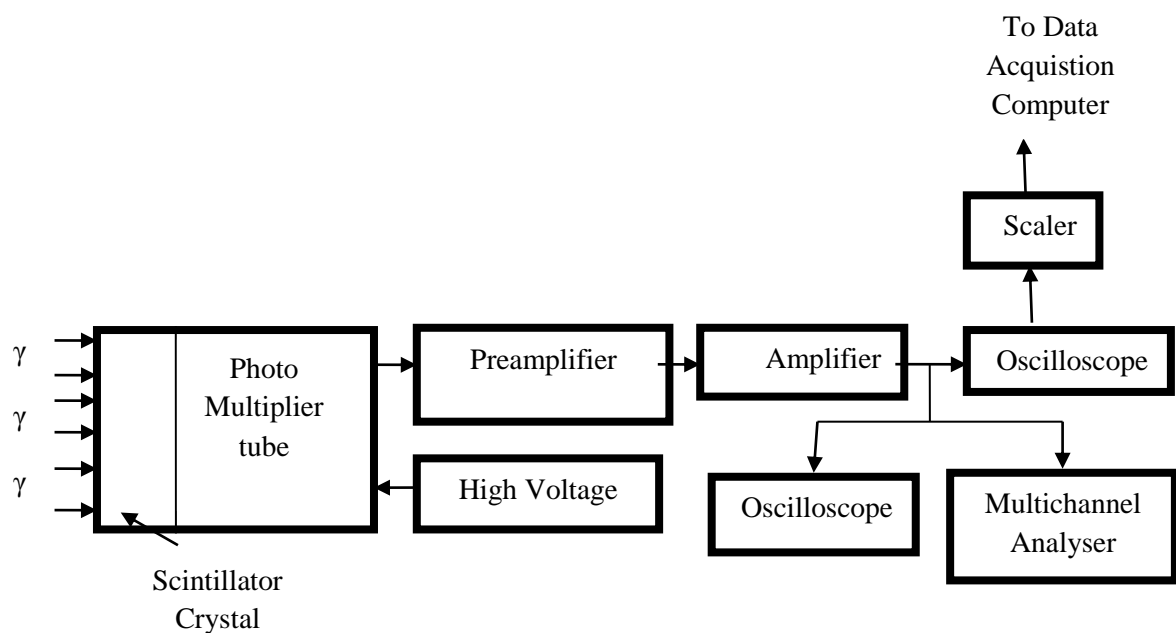 To Data
Acquistion
Computer
Scaler
γ
γ
γ
Photo
Multiplier
tube
Preamplifier
Amplifier
Oscilloscope
High Voltage
Oscilloscope
Multichannel
Analyser
Scintillator
Crystal